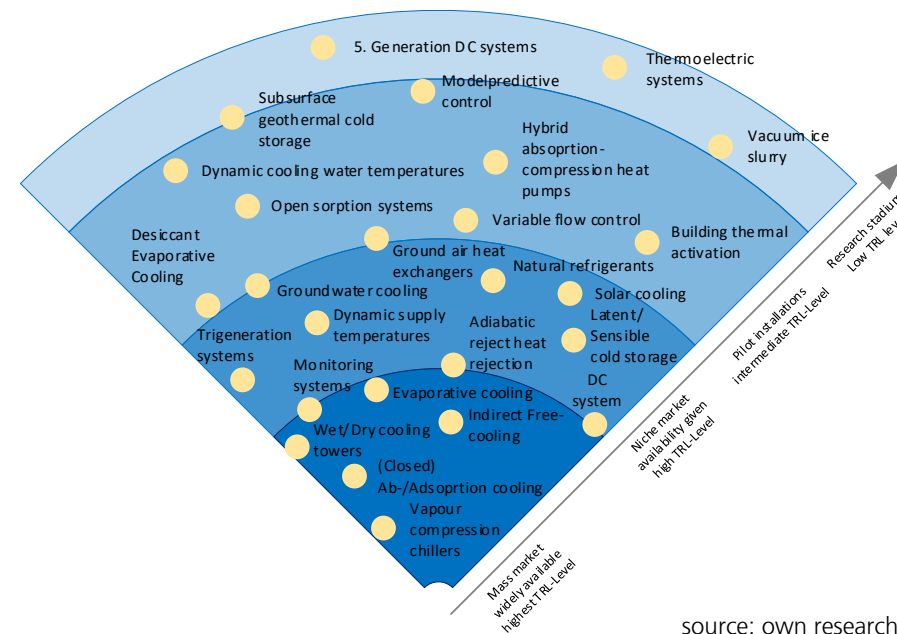 5. Generation DC systems
Thermoelectric
systems
Modelpredictive
control
Subsurface
geothermal cold
storage
Vacuum ice
slurry
Hybrid
absoprtion-
compression heat
pumps
Dynamic cooling water temperatures
Open sorption systems
Variable flow control
Building thermal
activation
Desiccant
Evaporative
Cooling
Ground air heat
exchangers
Natural refrigerants
Groundwater cooling
Solar cooling
Latent/
Sensible
cold storage
Dynamic supply
temperatures
Adiabatic
reject heat
rejection
Trigeneration
systems
Monitoring
systems
DC
system
Evaporative cooling
Indirect Free-
cooling
Wet/Dry cooling
towers
(Closed)
Ab-/Adsoprtion cooling
Vapour
compression
chillers
Research stadium
Low TRL lev
Pilot installations
intermediate TRL-Level
Niche market
availability given
high TRL-Level
Mass market
widely available
highest TRL-Level
source: own research